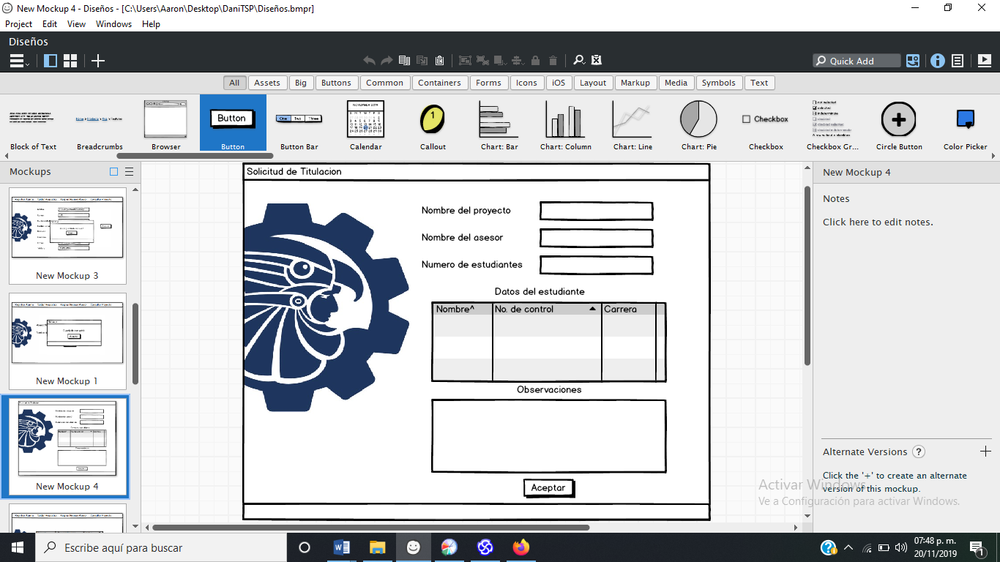 New Mockup 4 - Diseños - [C:\Users\Aaron\Desktop\DaniTSP\Diseños.bmpr]
Project Edit View Windows Help
Diseños
Quick Add
All Assets Big Buttons Common Containers Forms Icons iOS Layout Markup Media Symbols Text
Button
One Two Three
NOVEMBER 2019
1
Checkbox
Block of Text Breadcrumbs Browser Button Button Bar Calendar Callout Chart: Bar Chart: Column Chart: Line Chart: Pie Checkbox Checkbox Gr... Circle Button Color Picker
Mockups
New Mockup 3
New Mockup 1
New Mockup 4
Solicitud de Titulacion
Nombre del proyecto
Nombre del asesor
Numero de estudiantes
Datos del estudiante
Nombre^ No. de control Carrera
Observaciones
Aceptar
New Mockup 4
Notes
Click here to edit notes.
Alternate Versions ?
Click the '+' to create an alternate
version of this mockup.
Activar Windows
Ve a Configuración para activar Windows.
Escribe aquí para buscar
07:48 p. m.
20/11/2019
1